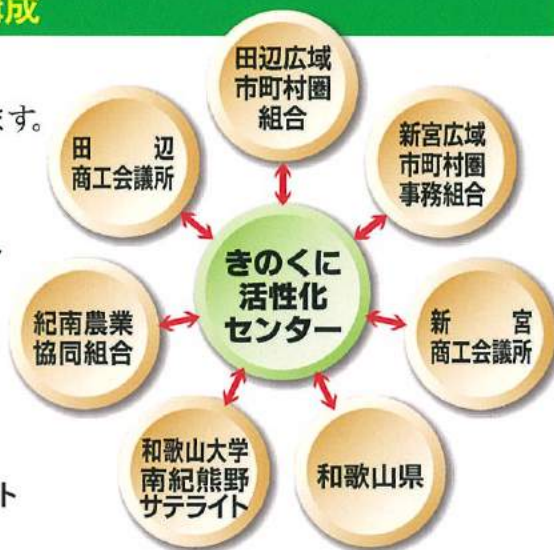 構成
ます。
田辺広域
市町村圏
組合
新宮広域
市町村圏
事務組合
新　　宮
商工会議所
和歌山県
和歌山大学
南紀熊野
サテライト
紀南農業
協同組合
田　　辺
商工会議所
きのくに
活性化
センター
ト